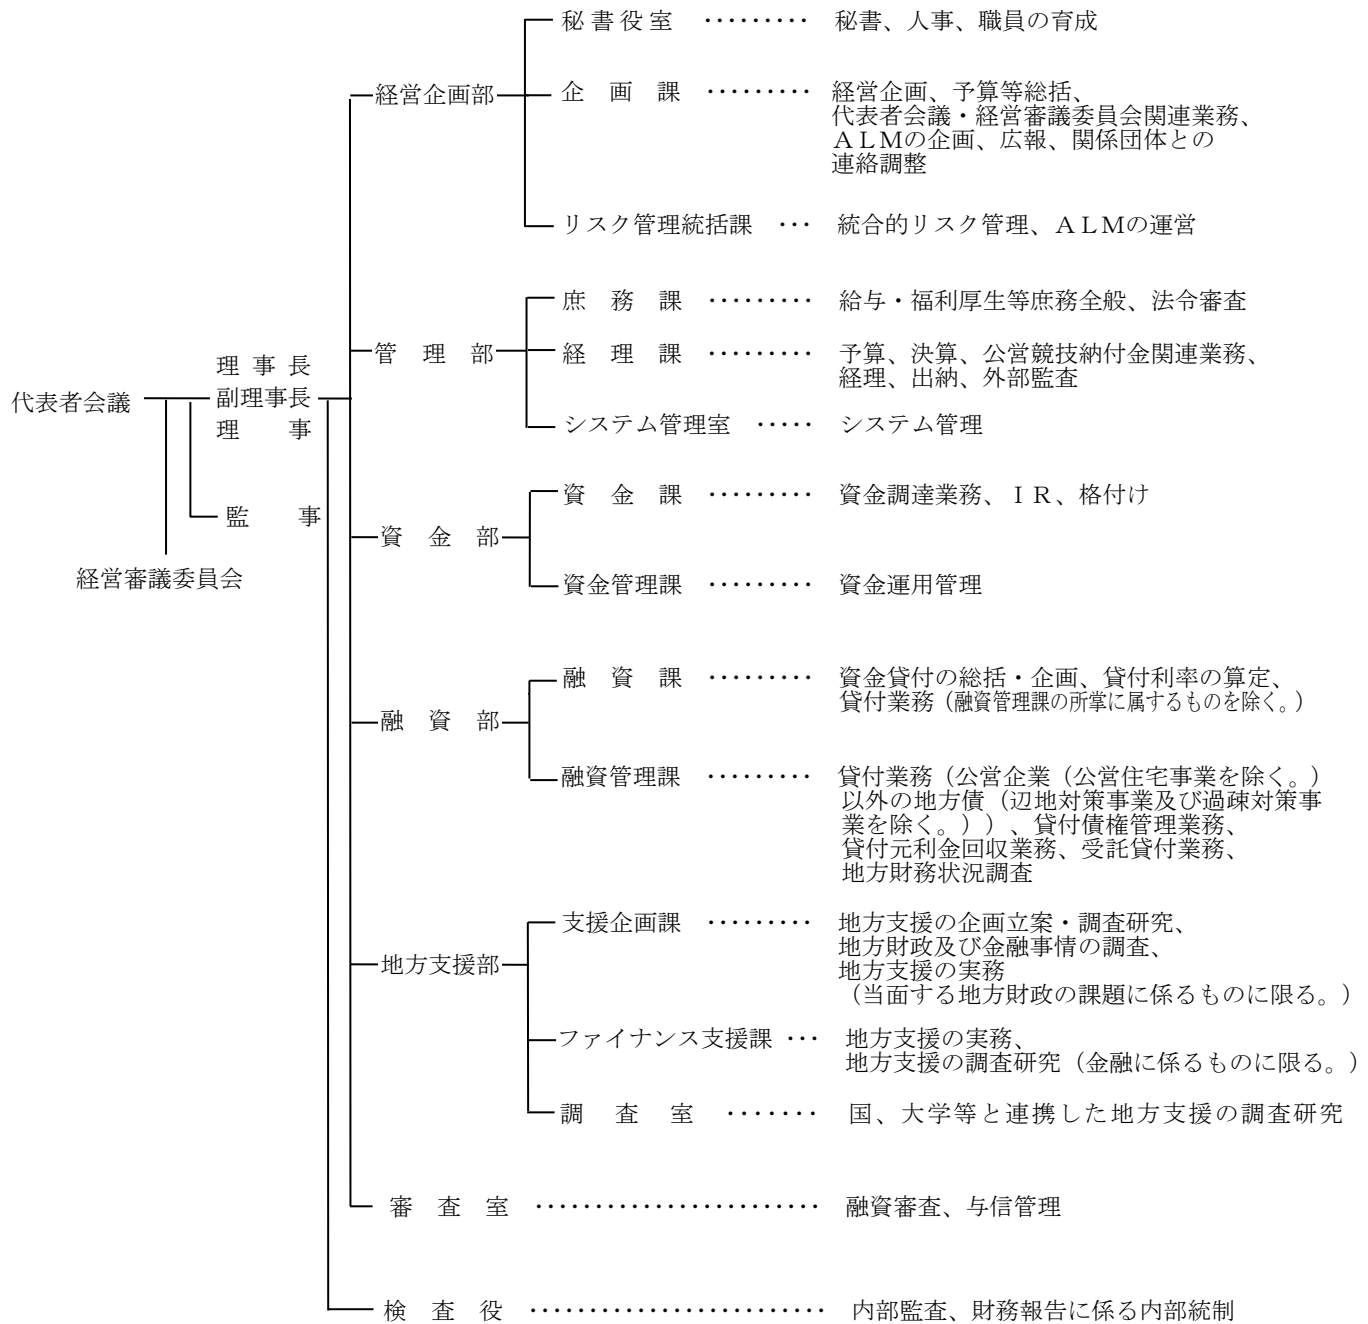 秘書役室 ········· 秘書、人事、職員の育成
経営企画部
企画課 ········· 経営企画、予算等総括、
代表者会議・経営審議委員会関連業務、
ＡＬＭの企画、広報、関係団体との
連絡調整
リスク管理統括課 ··· 統合的リスク管理、ＡＬＭの運営
庶務課 ········· 給与・福利厚生等庶務全般、法令審査
管理部
経理課 ········· 予算、決算、公営競技納付金関連業務、
経理、出納、外部監査
システム管理室 ····· システム管理
代表者会議
理事長
副理事長
理事
監事
経営審議委員会
資金課 ········· 資金調達業務、ＩＲ、格付け
資金部
資金管理課 ········· 資金運用管理
融資課 ········· 資金貸付の総括・企画、貸付利率の算定、
貸付業務（融資管理課の所掌に属するものを除く。）
融資部
融資管理課 ········· 貸付業務（公営企業（公営住宅事業を除く。）
以外の地方債（辺地対策事業及び過疎対策事
業を除く。））、貸付債権管理業務、
貸付元利金回収業務、受託貸付業務、
地方財務状況調査
支援企画課 ········· 地方支援の企画立案・調査研究、
地方財政及び金融事情の調査、
地方支援の実務
（当面する地方財政の課題に係るものに限る。）
地方支援部
ファイナンス支援課 ··· 地方支援の実務、
地方支援の調査研究（金融に係るものに限る。）
調査室 ······· 国、大学等と連携した地方支援の調査研究
審査室 ························ 融資審査、与信管理
検査役 ························· 内部監査、財務報告に係る内部統制